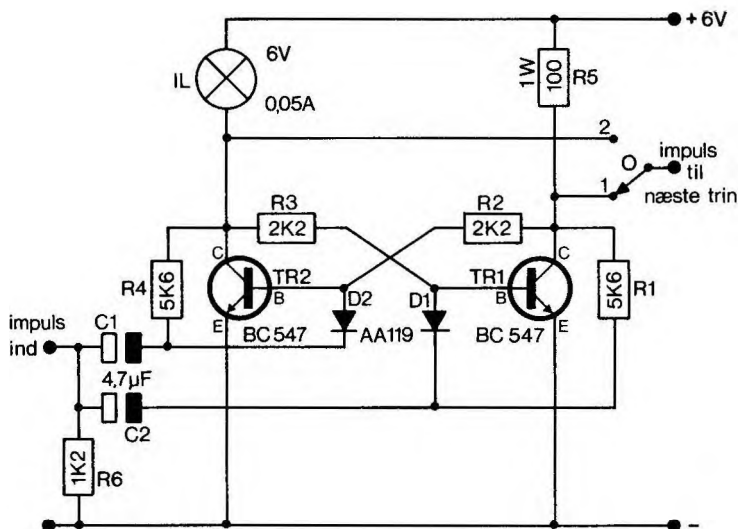 + 6V
6V
IL
0,05A
1W
100
R5
2
O
impuls
til
næste trin
1
R3
2K2
R2
2K2
C
TR2
B
E
BC 547
D2
AA119
D1
C
TR1
B
E
BC 547
R4
5K6
R1
5K6
impuls
ind
C1
4,7µF
C2
1K2
R6
–